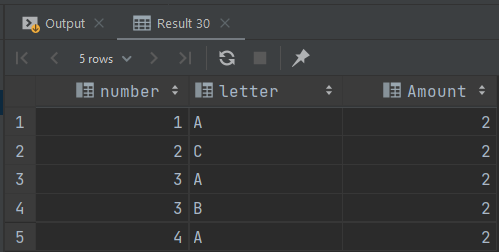 Output × Result 30 ×
5 rows
number letter Amount
1 1 A 2
2 2 C 2
3 3 A 2
4 3 B 2
5 4 A 2